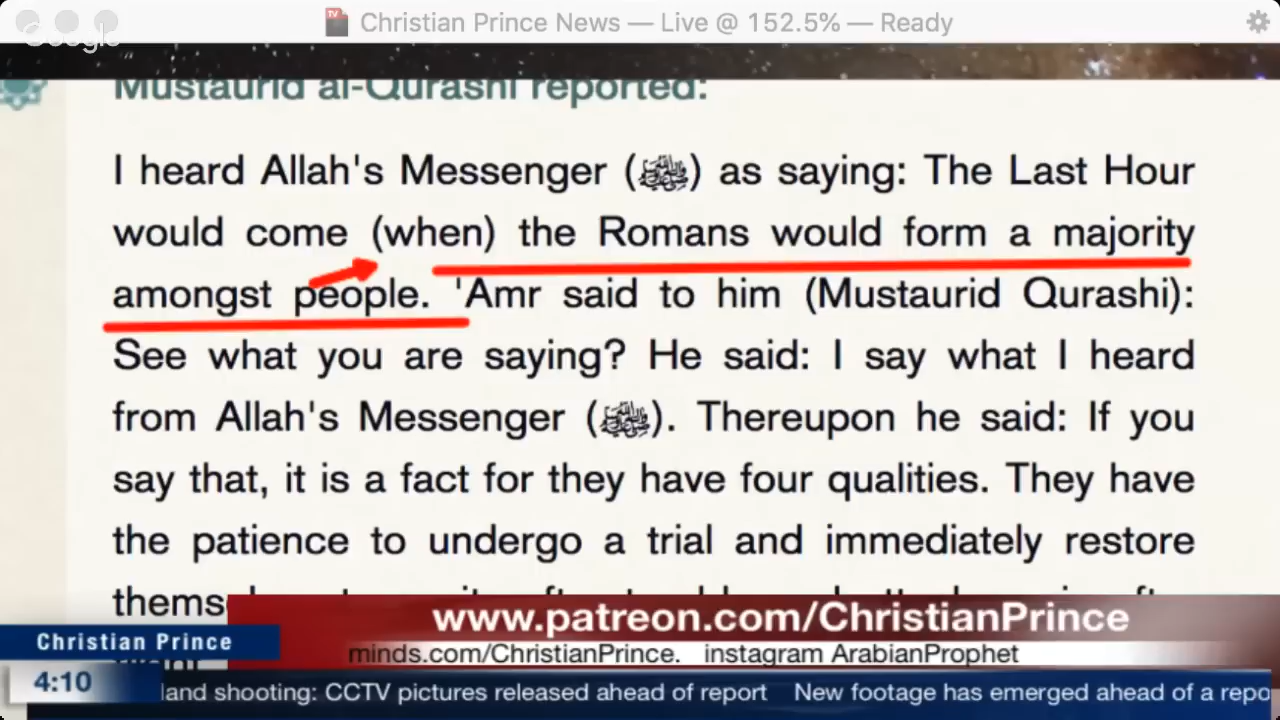 Christian Prince News — Live @ 152.5% — Ready
Google
Mustaurid al-Qurashi reported:
I heard Allah's Messenger (ﷺ) as saying: The Last Hour
would come (when) the Romans would form a majority
amongst people. 'Amr said to him (Mustaurid Qurashi):
See what you are saying? He said: I say what I heard
from Allah's Messenger (ﷺ). Thereupon he said: If you
say that, it is a fact for they have four qualities. They have
the patience to undergo a trial and immediately restore
www.patreon.com/ChristianPrince
Christian Prince
minds.com/ChristianPrince. instagram ArabianProphet
4:10
land shooting: CCTV pictures released ahead of report New footage has emerged ahead of a repo